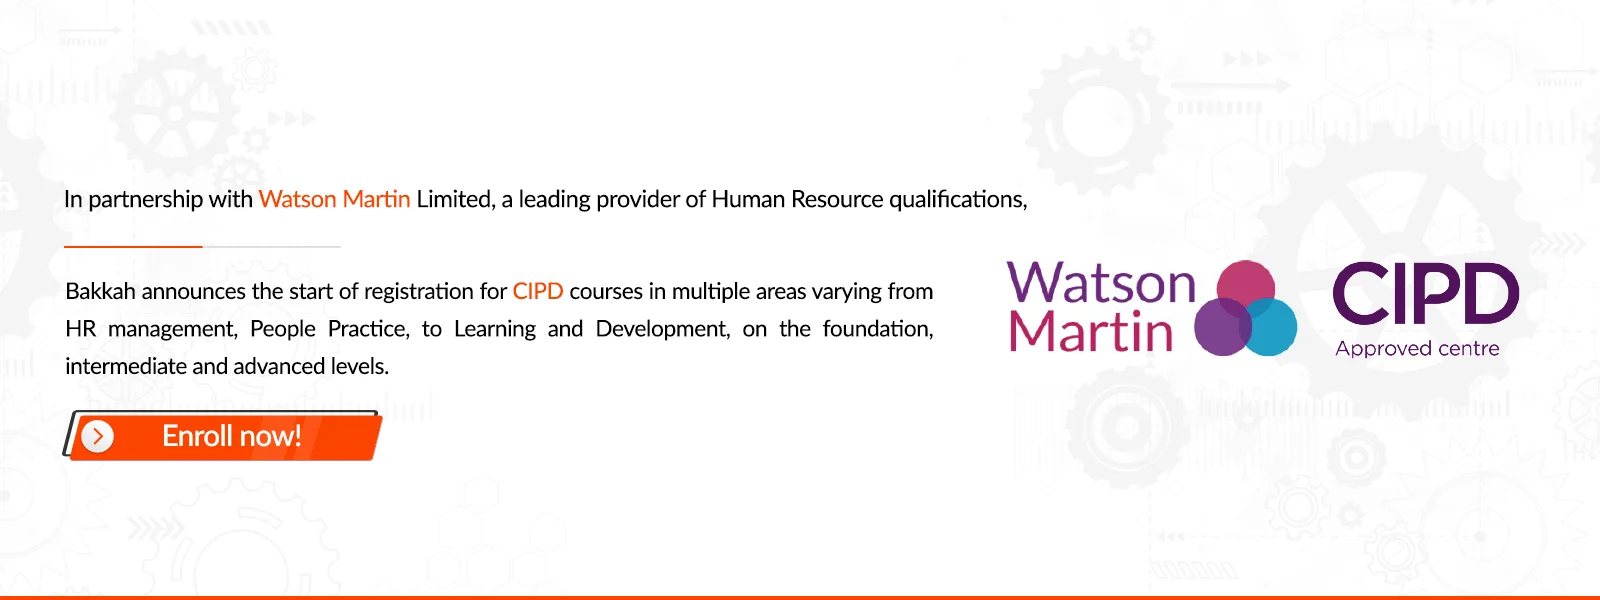 In partnership with Watson Martin Limited, a leading provider of Human Resource qualifications,
Bakkah announces the start of registration for CIPD courses in multiple areas varying from
HR management, People Practice, to Learning and Development, on the foundation,
intermediate and advanced levels.
Enroll now!
Watson
Martin
CIPD
Approved centre